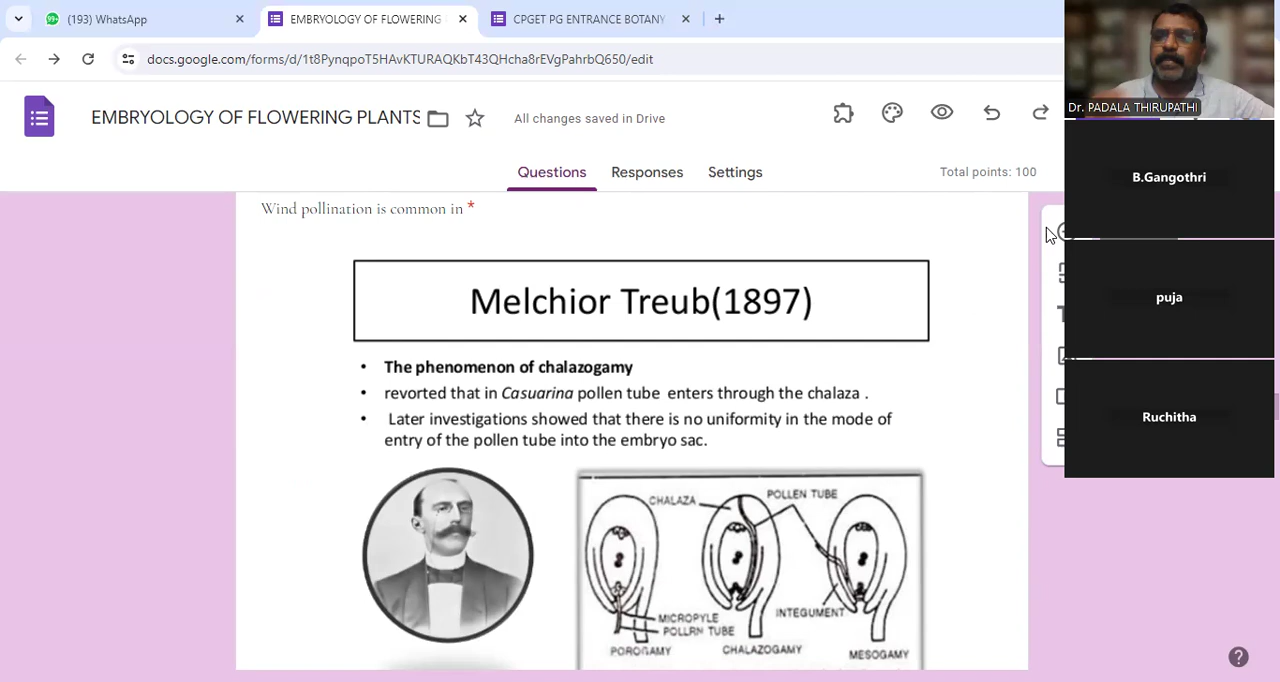 (193) WhatsApp
EMBRYOLOGY OF FLOWERING
CPGET PG ENTRANCE BOTANY
docs.google.com/forms/d/1t8PynqpoT5HAvKTURAQKbT43QHcha8rEVgPahrbQ650/edit
EMBRYOLOGY OF FLOWERING PLANTS
All changes saved in Drive
Dr. PADALA THIRUPATHI
Questions
Responses
Settings
Total points: 100
B.Gangothri
Wind pollination is common in *
Melchior Treub(1897)
puja
• The phenomenon of chalazogamy
• revorted that in Casuarina pollen tube enters through the chalaza .
• Later investigations showed that there is no uniformity in the mode of
entry of the pollen tube into the embryo sac.
Ruchitha
CHALAZA
POLLEN TUBE
MICROPYLE
POLLRN TUBE
INTEGUMENT
POROGAMY
CHALAZOGAMY
MESOGAMY